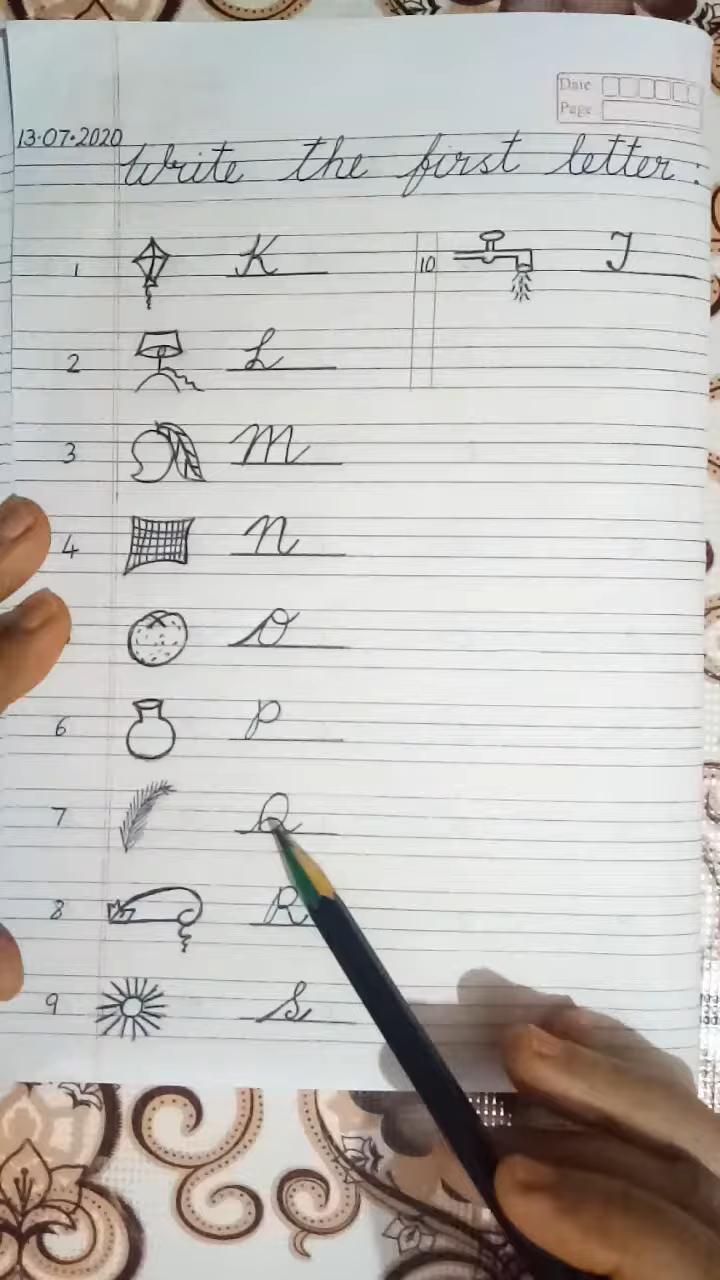 Date
Page
13.07.2020
Write the first letter:
1 K
2 L
3 M
4 N
O
6 P
7 Q
8 R
9 S
10 T